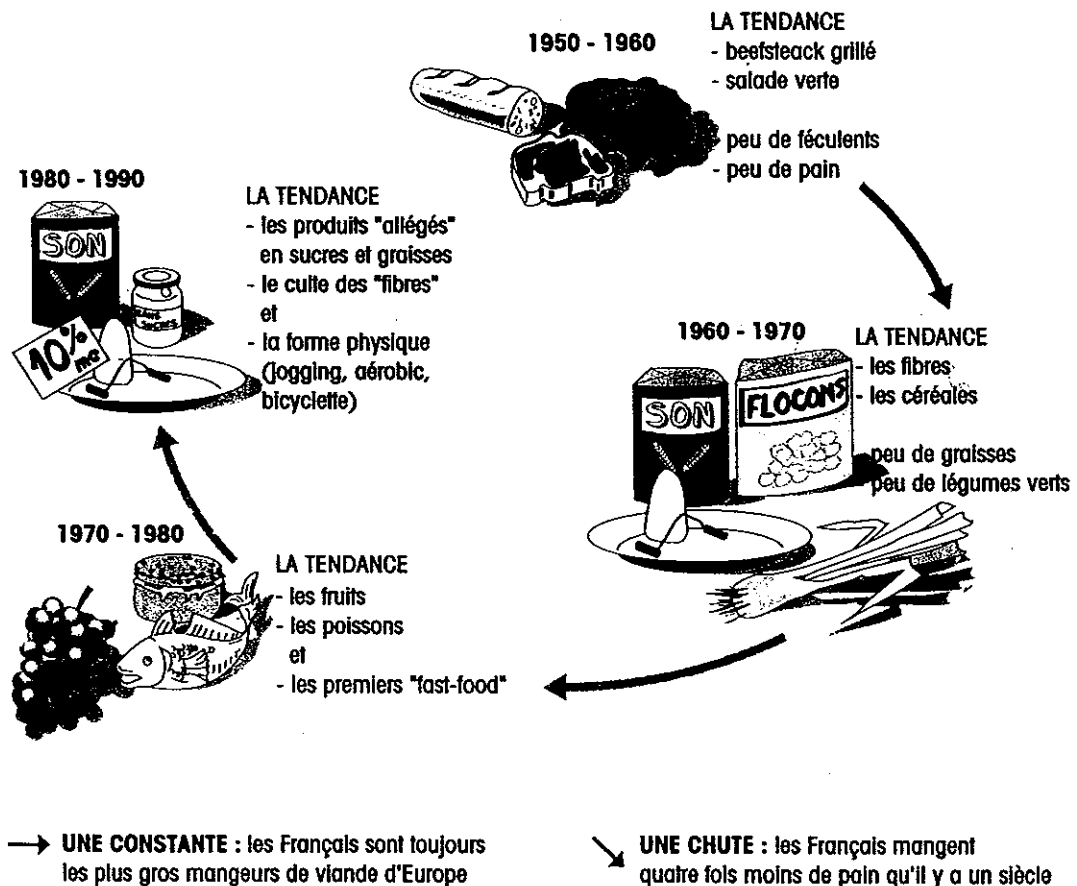 1950 - 1960
LA TENDANCE
- beefsteack grillé
- salade verte
- peu de féculents
- peu de pain
1960 - 1970
LA TENDANCE
- les fibres
- les céréales
peu de graisses
peu de légumes verts
SON
FLOCONS
1970 - 1980
LA TENDANCE
- les fruits
- les poissons
et
- les premiers "fast-food"
1980 - 1990
LA TENDANCE
- les produits "allégés"
en sucres et graisses
- le culte des "fibres"
et
- la forme physique
(jogging, aérobic,
bicyclette)
SON
SUCRES
10%
→ UNE CONSTANTE : les Français sont toujours
les plus gros mangeurs de viande d'Europe
↘ UNE CHUTE : les Français mangent
quatre fois moins de pain qu'il y a un siècle